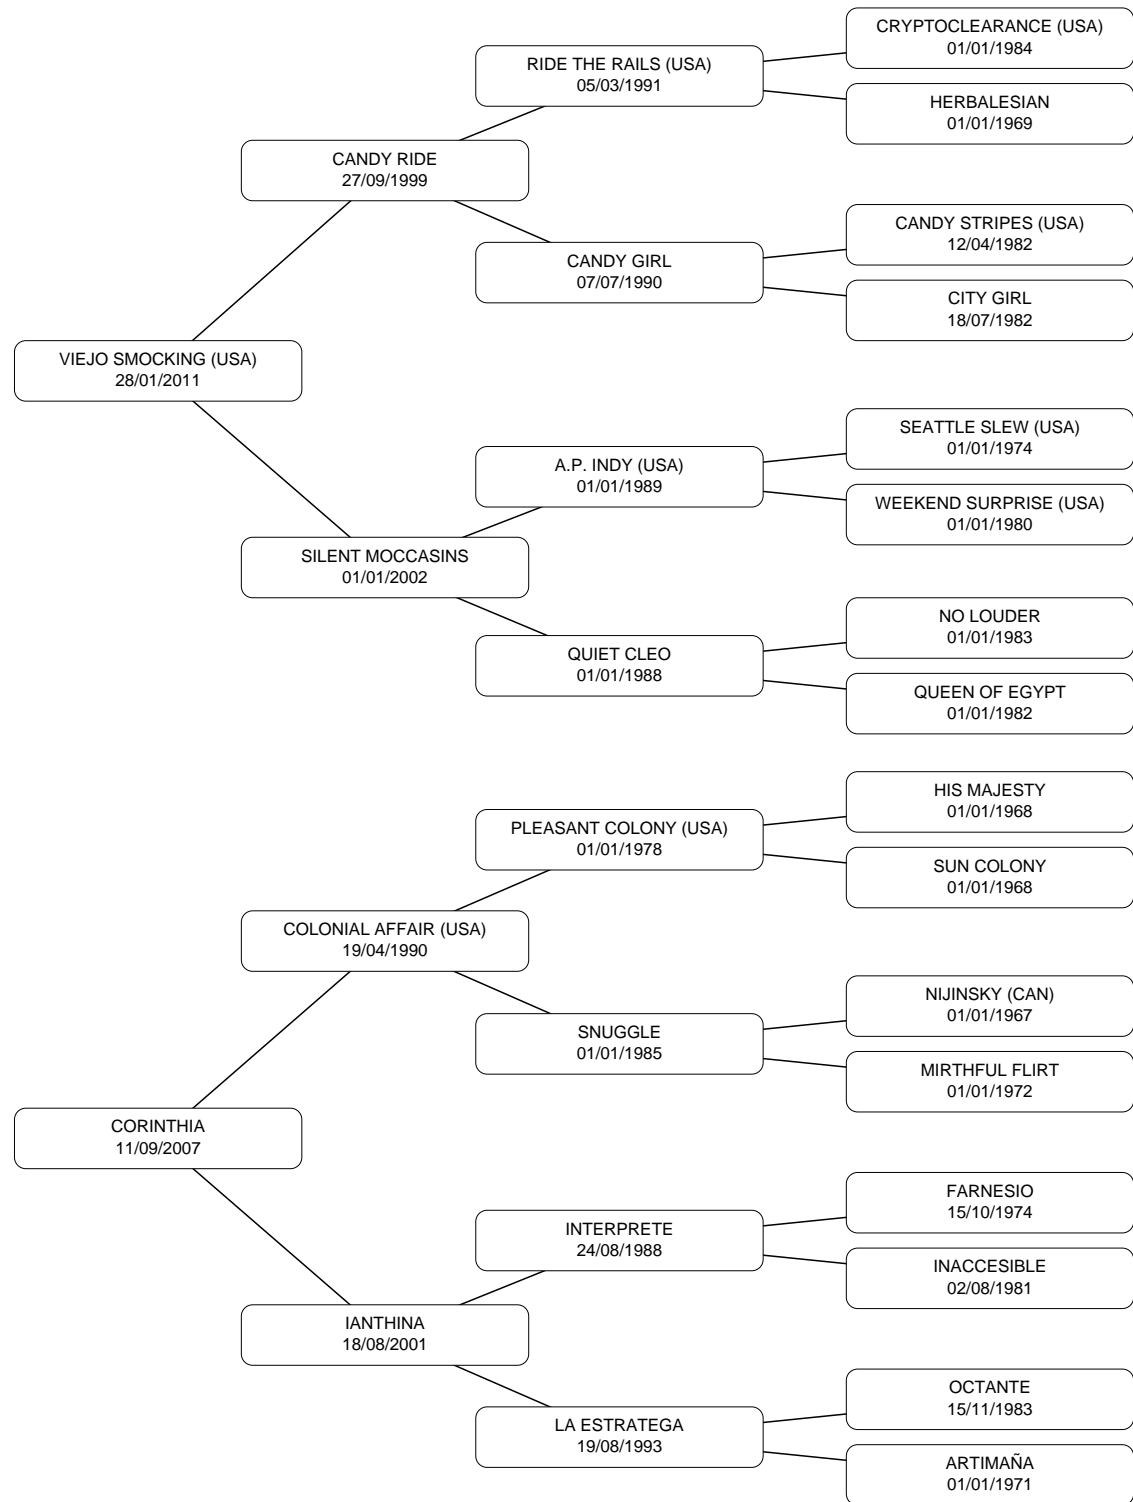 CRYPTOCLEARANCE (USA)
01/01/1984
RIDE THE RAILS (USA)
05/03/1991
HERBALESIAN
01/01/1969
CANDY RIDE
27/09/1999
CANDY STRIPES (USA)
12/04/1982
CANDY GIRL
07/07/1990
CITY GIRL
18/07/1982
VIEJO SMOCKING (USA)
28/01/2011
SEATTLE SLEW (USA)
01/01/1974
A.P. INDY (USA)
01/01/1989
WEEKEND SURPRISE (USA)
01/01/1980
SILENT MOCCASINS
01/01/2002
NO LOUDER
01/01/1983
QUIET CLEO
01/01/1988
QUEEN OF EGYPT
01/01/1982
HIS MAJESTY
01/01/1968
PLEASANT COLONY (USA)
01/01/1978
SUN COLONY
01/01/1968
COLONIAL AFFAIR (USA)
19/04/1990
NIJINSKY (CAN)
01/01/1967
SNUGGLE
01/01/1985
MIRTHFUL FLIRT
01/01/1972
CORINTHIA
11/09/2007
FARNESIO
15/10/1974
INTERPRETE
24/08/1988
INACCESIBLE
02/08/1981
IANTHINA
18/08/2001
OCTANTE
15/11/1983
LA ESTRATEGA
19/08/1993
ARTIMAÑA
01/01/1971